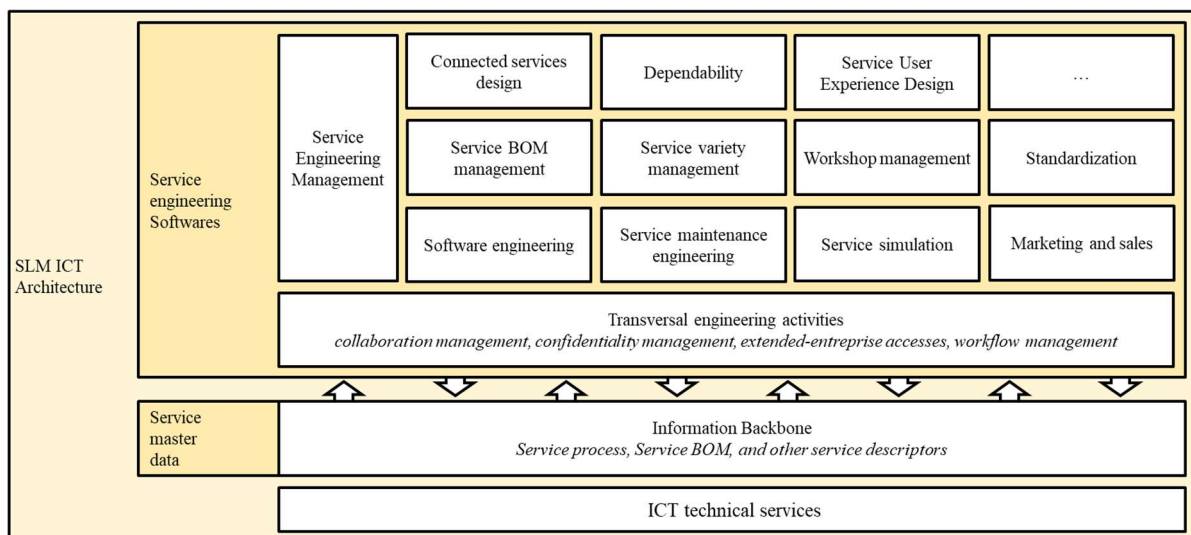 SLM ICT
Architecture
Service
engineering
Softwares
Service
Engineering
Management
Connected services
design
Dependability
Service User
Experience Design
…
Service BOM
management
Service variety
management
Workshop management
Standardization
Software engineering
Service maintenance
engineering
Service simulation
Marketing and sales
Transversal engineering activities
collaboration management, confidentiality management, extended-entreprise accesses, workflow management
Service
master
data
Information Backbone
Service process, Service BOM, and other service descriptors
ICT technical services